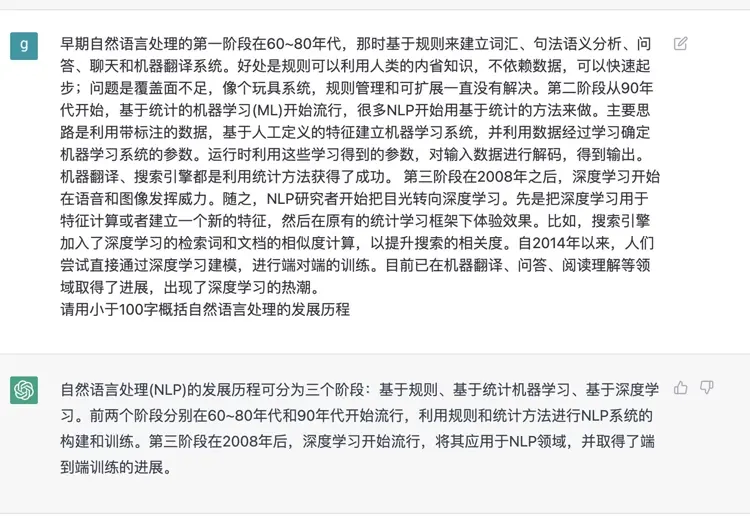 g
早期自然语言处理的第一阶段在60~80年代，那时基于规则来建立词汇、句法语义分析、问
答、聊天和机器翻译系统。好处是规则可以利用人类的内省知识，不依赖数据，可以快速起
步；问题是覆盖面不足，像个玩具系统，规则管理和可扩展一直没有解决。第二阶段从90年
代开始，基于统计的机器学习(ML)开始流行，很多NLP开始用基于统计的方法来做。主要思
路是利用带标注的数据，基于人工定义的特征建立机器学习系统，并利用数据经过学习确定
机器学习系统的参数。运行时利用这些学习得到的参数，对输入数据进行解码，得到输出。
机器翻译、搜索引擎都是利用统计方法获得了成功。 第三阶段在2008年之后，深度学习开始
在语音和图像发挥威力。随之，NLP研究者开始把目光转向深度学习。先是把深度学习用于
特征计算或者建立一个新的特征，然后在原有的统计学习框架下体验效果。比如，搜索引擎
加入了深度学习的检索词和文档的相似度计算，以提升搜索的相关度。自2014年以来，人们
尝试直接通过深度学习建模，进行端对端的训练。目前已在机器翻译、问答、阅读理解等领
域取得了进展，出现了深度学习的热潮。
请用小于100字概括自然语言处理的发展历程
自然语言处理(NLP)的发展历程可分为三个阶段：基于规则、基于统计机器学习、基于深度学
习。前两个阶段分别在60~80年代和90年代开始流行，利用规则和统计方法进行NLP系统的
构建和训练。第三阶段在2008年后，深度学习开始流行，将其应用于NLP领域，并取得了端
到端训练的进展。